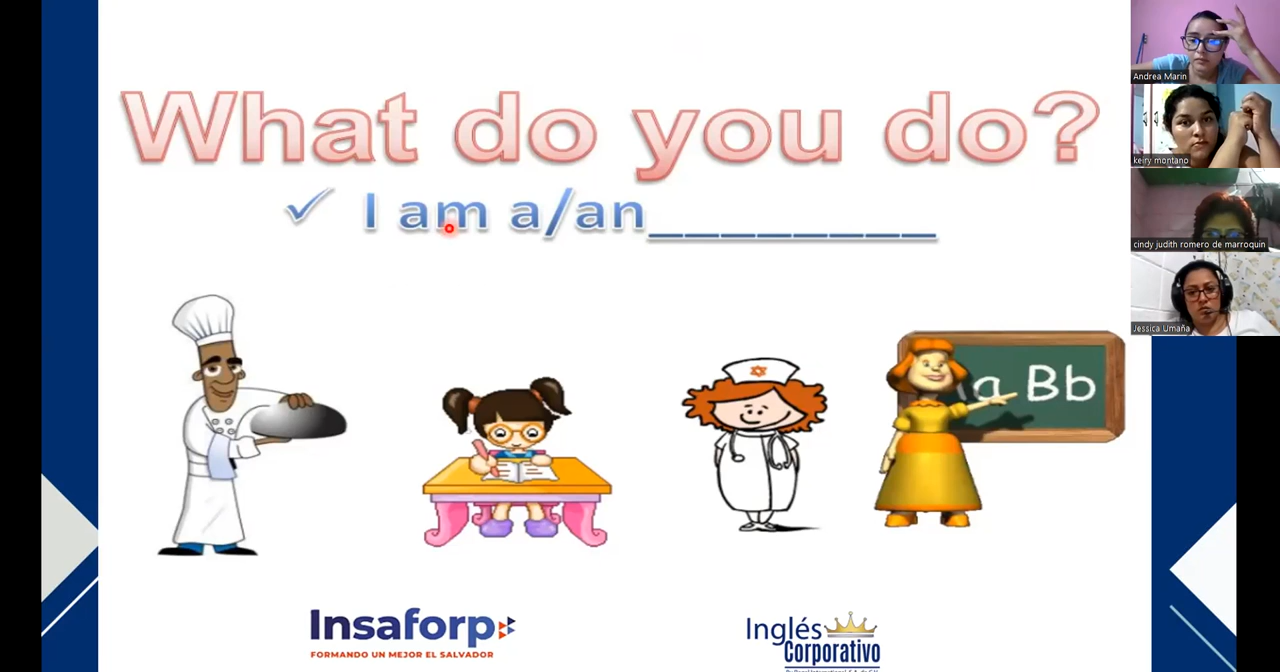 What do you do?
✓ I am a/an________
a Bb
Insaforp
FORMANDO UN MEJOR EL SALVADOR
Inglés
Corporativo
Andrea Marin
keiry montano
cindy judith romero de marroquin
Jessica Umaña